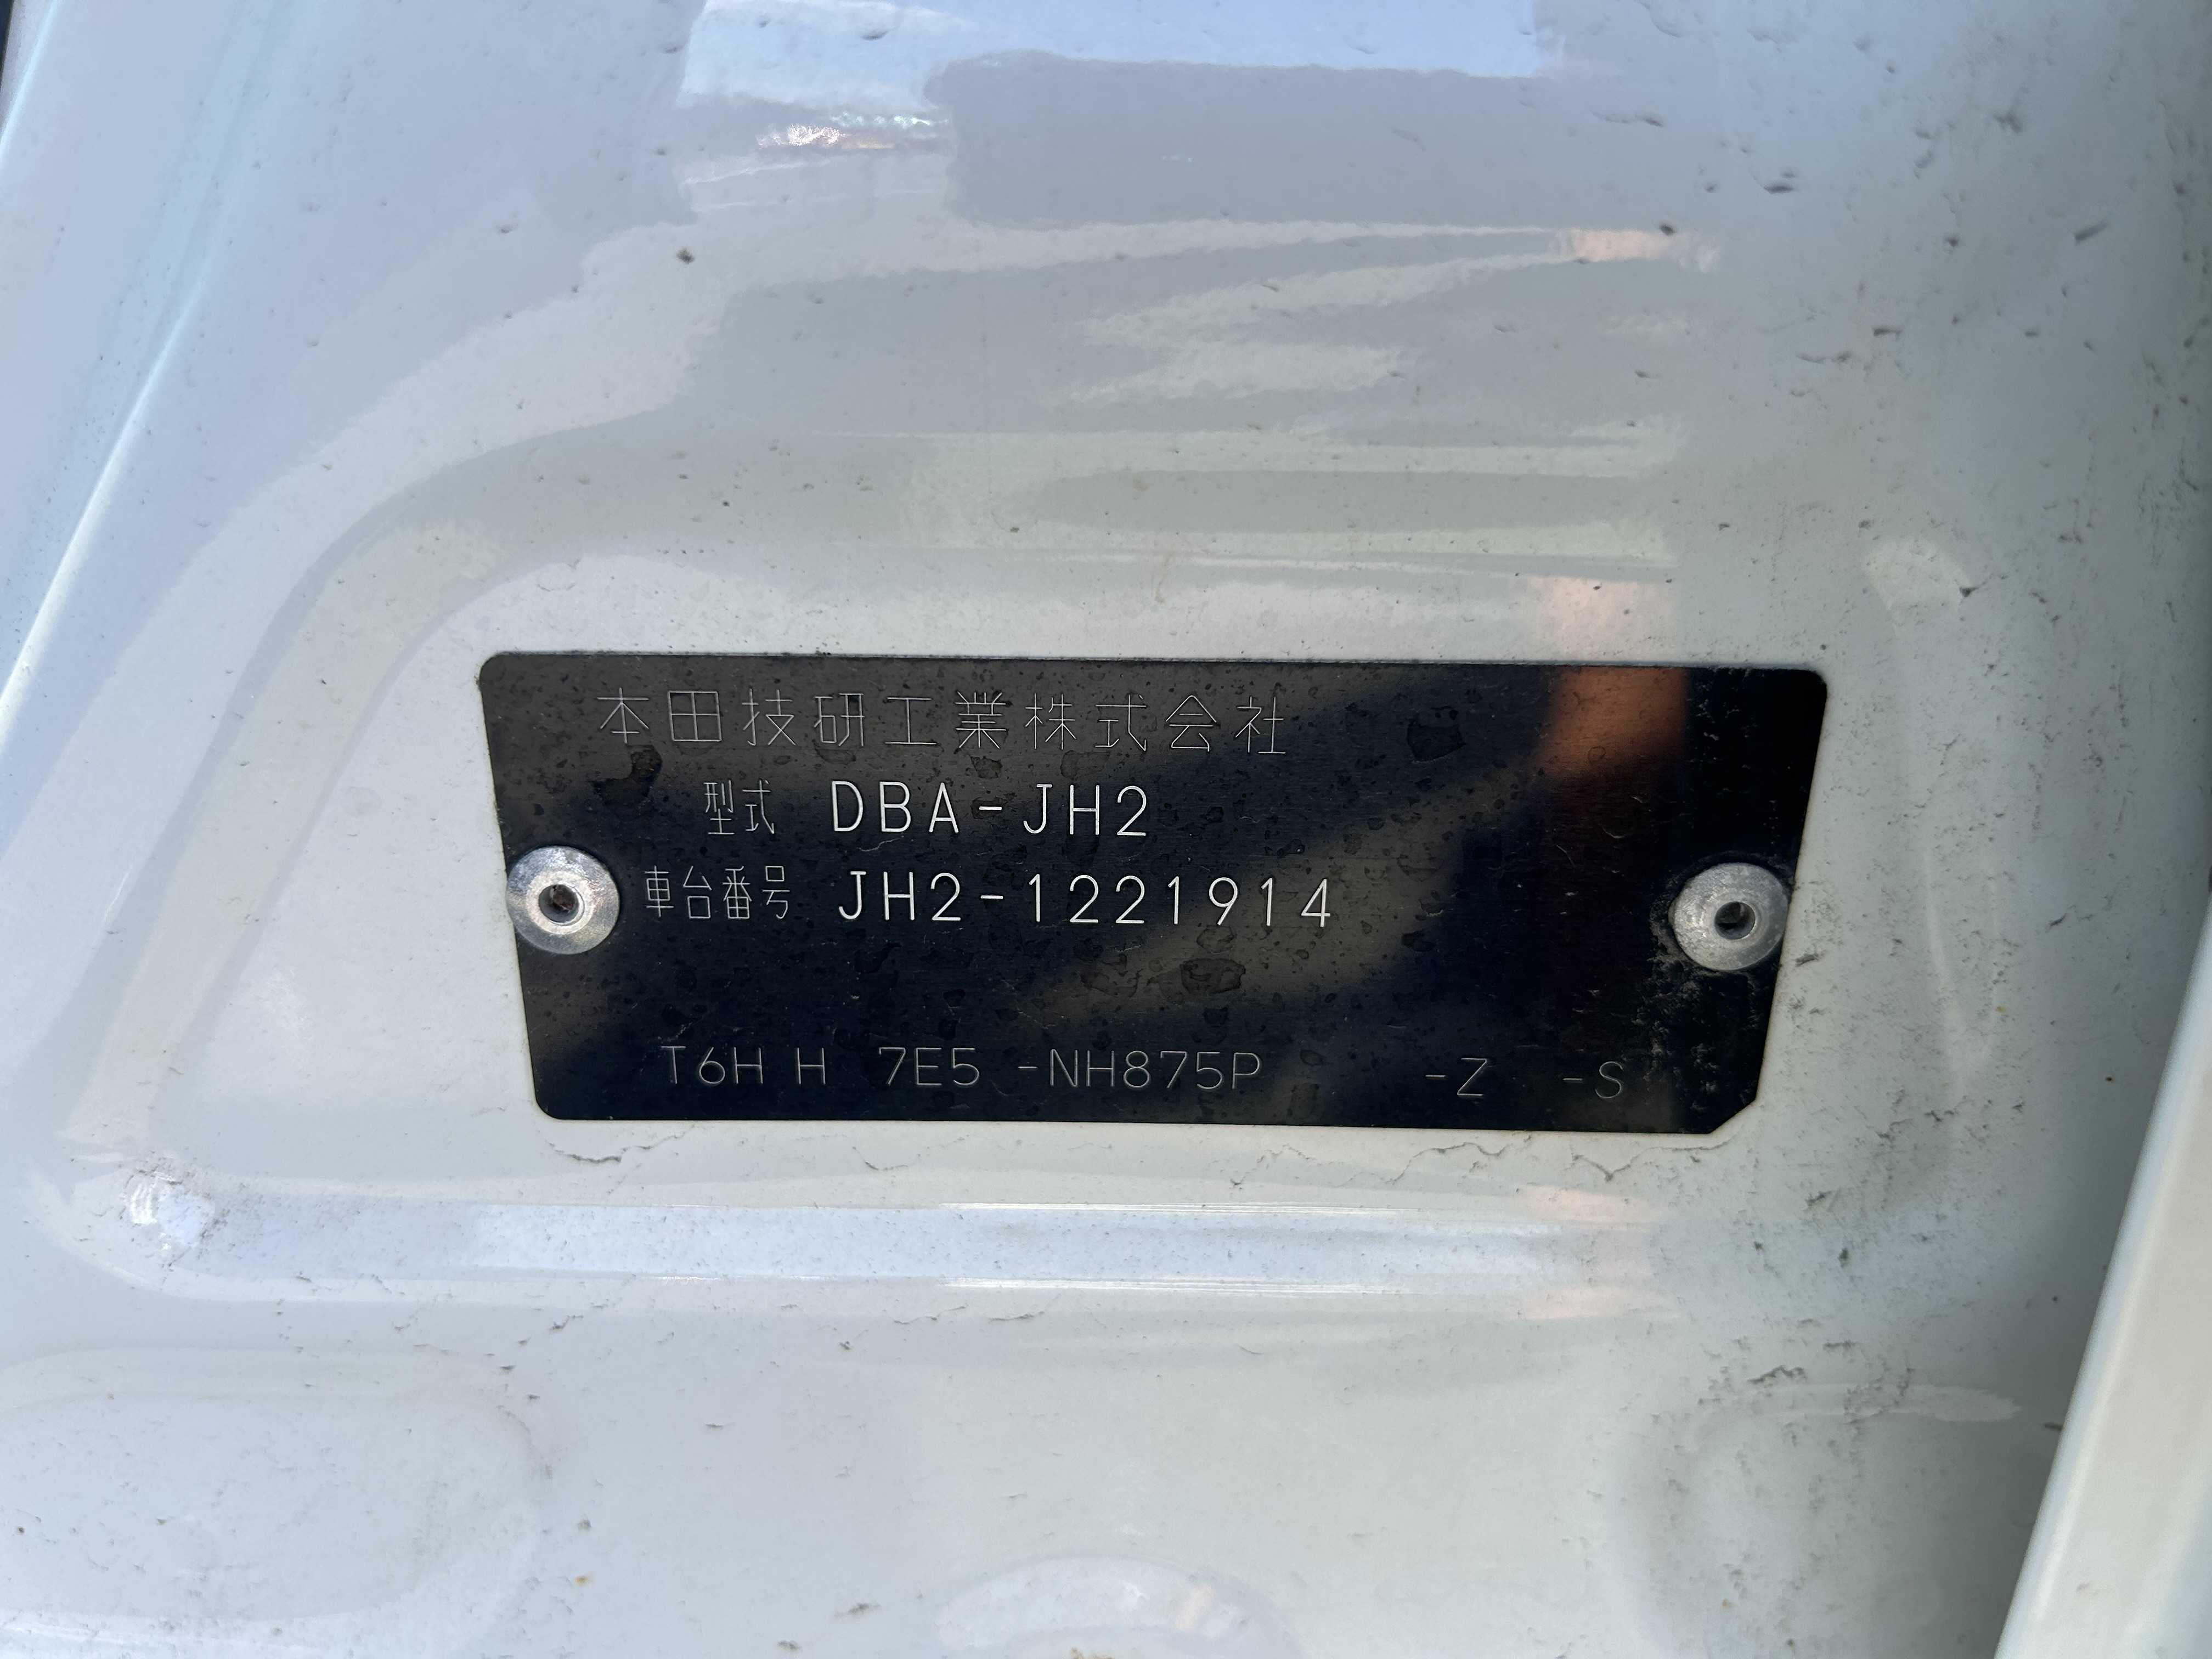 本田技研工業株式会社
型式 DBA-JH2
車台番号 JH2-1221914
T6H H 7E5 -NH875P -Z -S